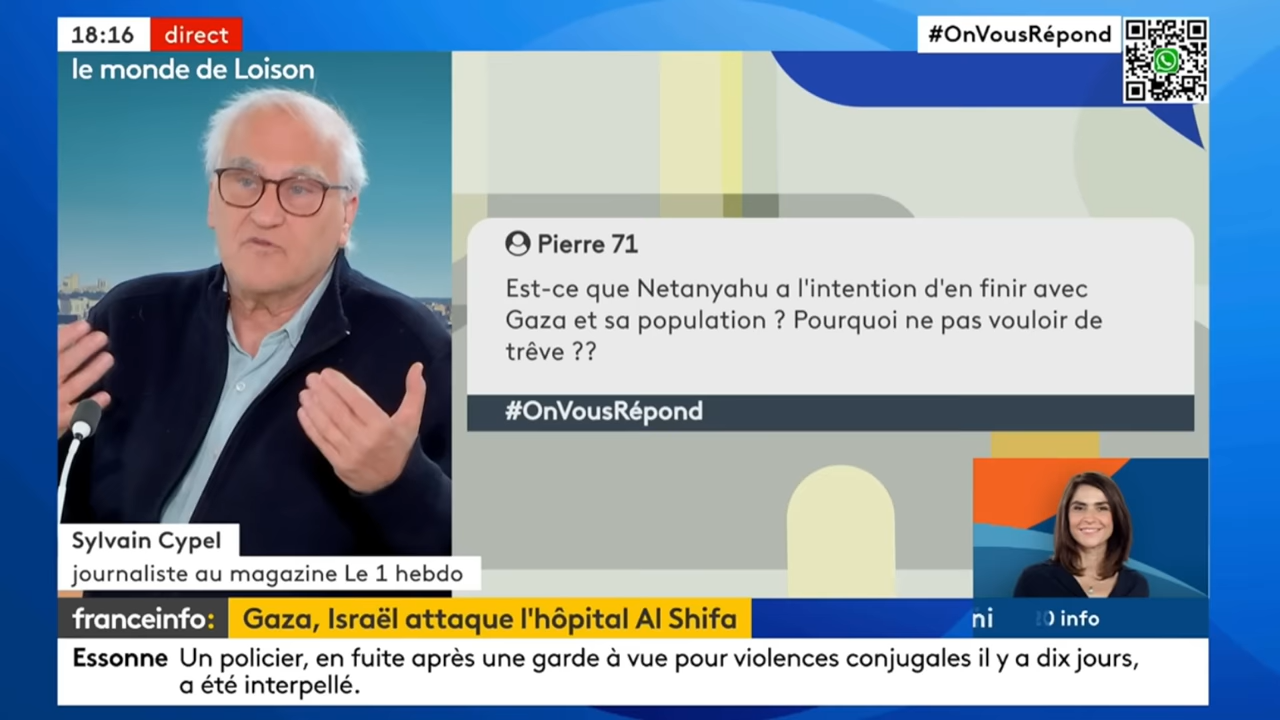 18:16 direct
#OnVousRépond
le monde de Loison
Pierre 71
Est-ce que Netanyahu a l'intention d'en finir avec
Gaza et sa population ? Pourquoi ne pas vouloir de
trêve ??
#OnVousRépond
Sylvain Cypel
journaliste au magazine Le 1 hebdo
franceinfo: Gaza, Israël attaque l'hôpital Al Shifa
info
Essonne Un policier, en fuite après une garde à vue pour violences conjugales il y a dix jours,
a été interpellé.